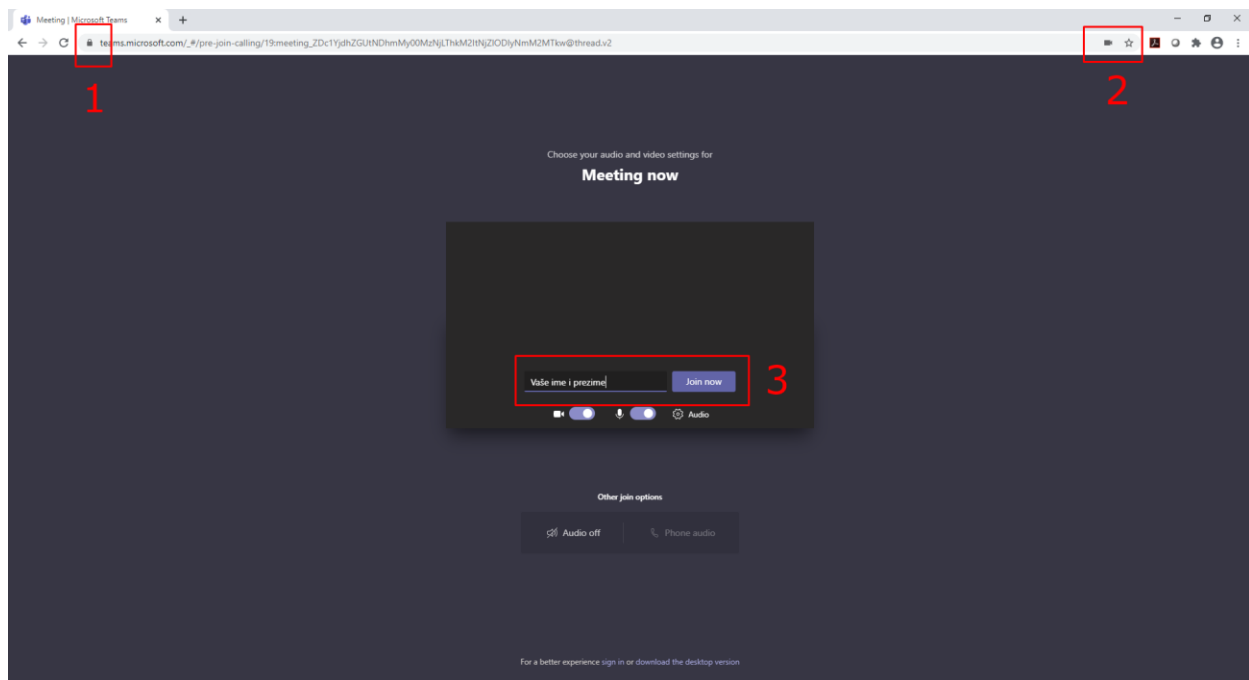 Meeting | Microsoft Teams
teams.microsoft.com/_#/pre-join-calling/19:meeting_ZDc1YjdhZGUtNDhmMy00MzNjLThkM2ItNjZlODlyNmM2MTkw@thread.v2
1
2
Choose your audio and video settings for
Meeting now
Vaše ime i prezime
Join now
3
Audio
Other join options
Audio off
Phone audio
For a better experience sign in or download the desktop version